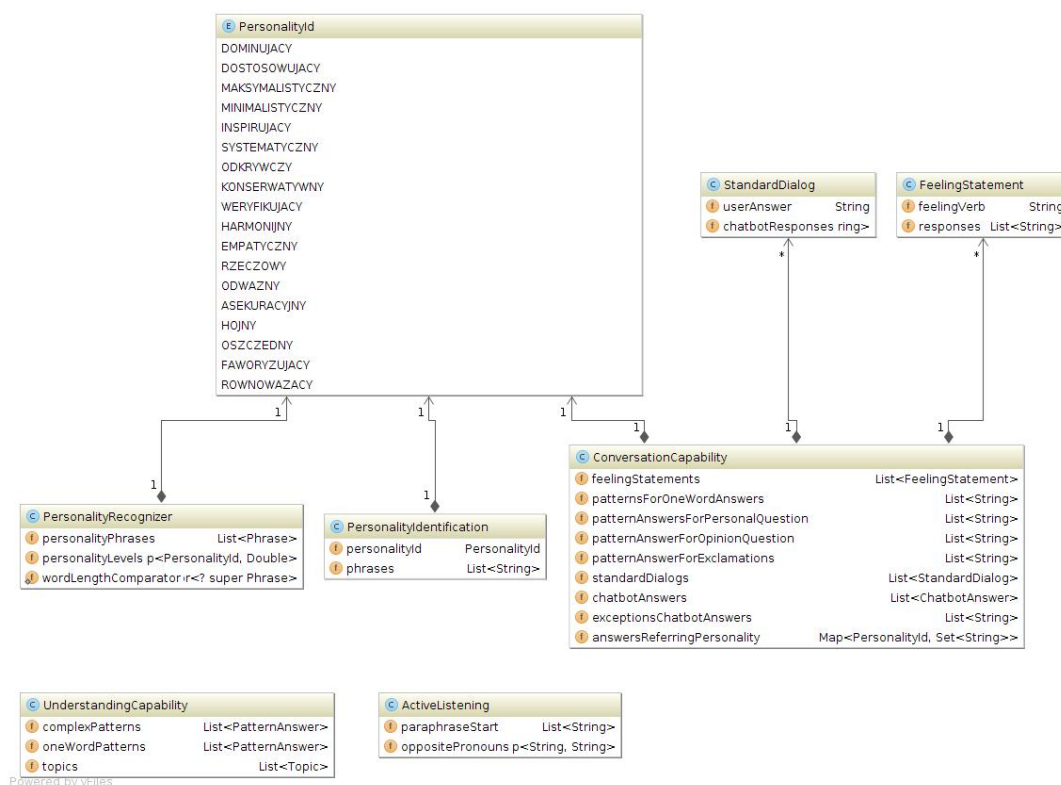 E PersonalityId
DOMINUJACY
DOSTOSOWUJACY
MAKSYMALISTYCZNY
MINIMALISTYCZNY
INSPIRUJACY
SYSTEMATYCZNY
ODKRYWCZY
KONSERWATYWNY
WERYFIKUJACY
HARMONIJNY
EMPATYCZNY
RZECZOWY
ODWAZNY
ASEKURACYJNY
HOJNY
OSZCZEDNY
FAWORYZUJACY
ROWNOWAZACY
C StandardDialog
f userAnswer String
f chatbotResponses ring>
C FeelingStatement
f feelingVerb String
f responses List<String>
* *
1 1 1
1 1 1 1 1
C PersonalityRecognizer
f personalityPhrases List<Phrase>
f personalityLevels p<PersonalityId, Double>
f wordLengthComparator r<? super Phrase>
C PersonalityIdentification
f personalityId PersonalityId
f phrases List<String>
C ConversationCapability
f feelingStatements List<FeelingStatement>
f patternsForOneWordAnswers List<String>
f patternAnswersForPersonalQuestion List<String>
f patternAnswerForOpinionQuestion List<String>
f patternAnswerForExclamations List<String>
f standardDialogs List<StandardDialog>
f chatbotAnswers List<ChatbotAnswer>
f exceptionsChatbotAnswers List<String>
f answersReferringPersonality Map<PersonalityId, Set<String>>
C UnderstandingCapability
f complexPatterns List<PatternAnswer>
f oneWordPatterns List<PatternAnswer>
f topics List<Topic>
C ActiveListening
f paraphraseStart List<String>
f oppositePronouns p<String, String>
Powered by yFiles